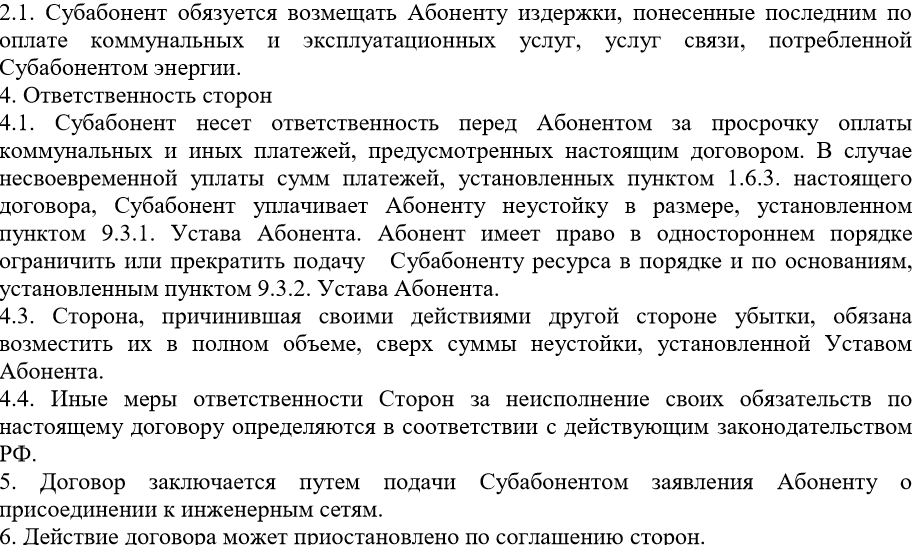 2.1. Субабонент обязуется возмещать Абоненту издержки, понесенные последним по
оплате коммунальных и эксплуатационных услуг, услуг связи, потребленной
Субабонентом энергии.
4. Ответственность сторон
4.1. Субабонент несет ответственность перед Абонентом за просрочку оплаты
коммунальных и иных платежей, предусмотренных настоящим договором. В случае
несвоевременной уплаты сумм платежей, установленных пунктом 1.6.3. настоящего
договора, Субабонент уплачивает Абоненту неустойку в размере, установленном
пунктом 9.3.1. Устава Абонента. Абонент имеет право в одностороннем порядке
ограничить или прекратить подачу Субабоненту ресурса в порядке и по основаниям,
установленным пунктом 9.3.2. Устава Абонента.
4.3. Сторона, причинившая своими действиями другой стороне убытки, обязана
возместить их в полном объеме, сверх суммы неустойки, установленной Уставом
Абонента.
4.4. Иные меры ответственности Сторон за неисполнение своих обязательств по
настоящему договору определяются в соответствии с действующим законодательством
РФ.
5. Договор заключается путем подачи Субабонентом заявления Абоненту о
присоединении к инженерным сетям.
6. Действие договора может приостановлено по соглашению сторон.